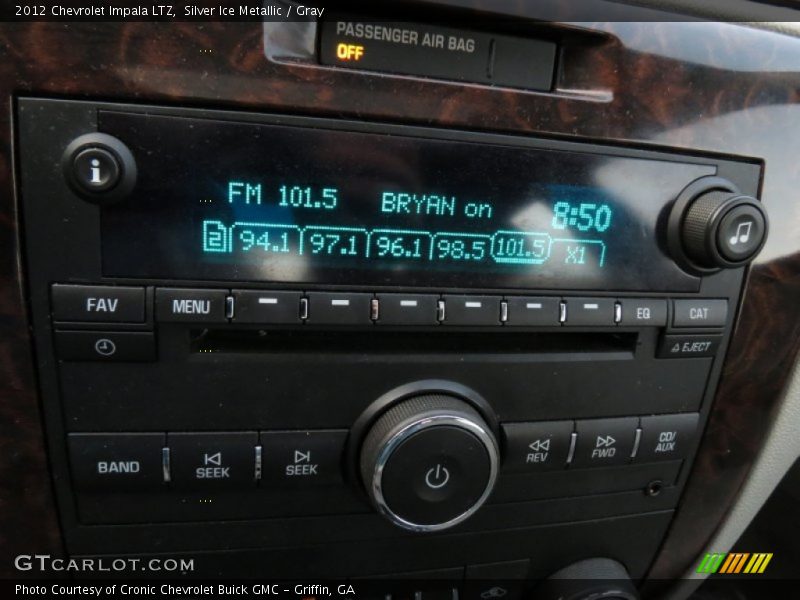 2012 Chevrolet Impala LTZ,  Silver Ice Metallic / Gray
PASSENGER AIR BAG
OFF
i
FM 101.5 BRYAN on 8:50
2 94.1 97.1 96.1 98.5 101.5 X1
FAV MENU EQ CAT
EJECT
BAND SEEK SEEK REV FWD CD/
AUX
GTCARLOT.COM
Photo Courtesy of Cronic Chevrolet Buick GMC – Griffin, GA